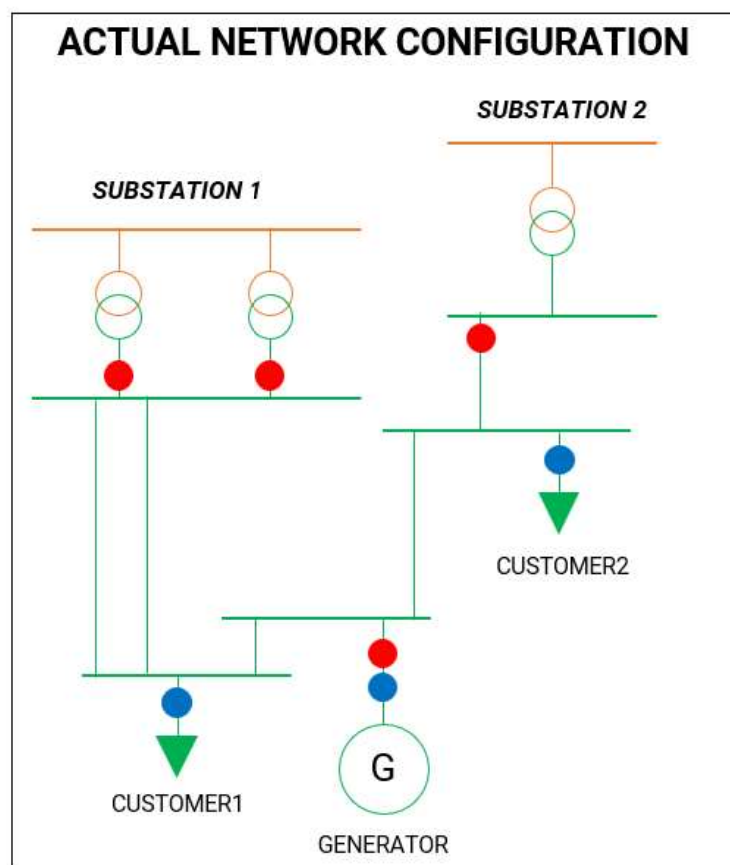 ACTUAL NETWORK CONFIGURATION
SUBSTATION 2
SUBSTATION 1
CUSTOMER2
G
CUSTOMER1
GENERATOR